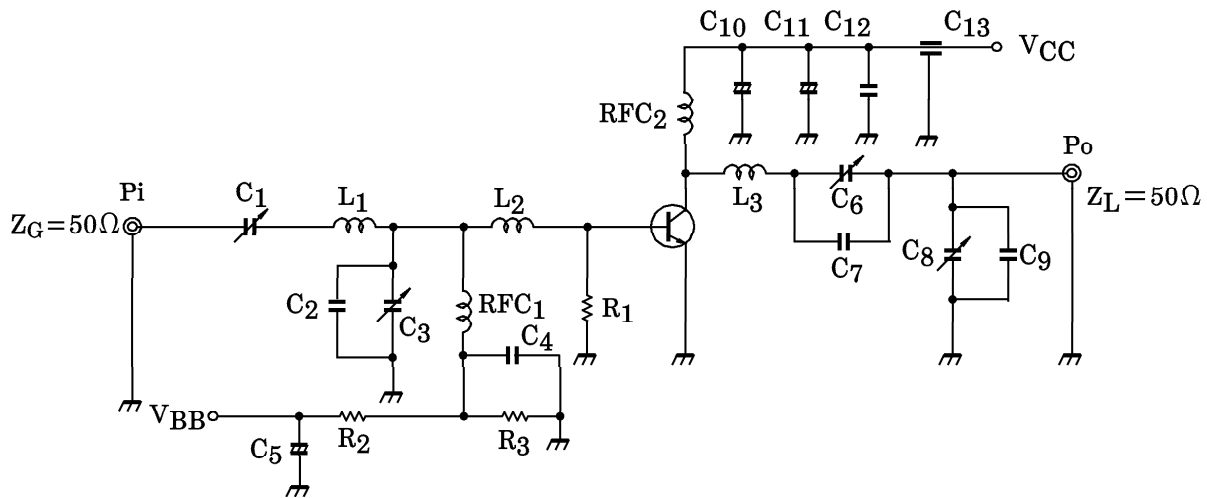 C10 C11 C12 C13
VCC
RFC2
Po
Pi
C1 L1 L2
L3 C6
ZL=50Ω
ZG=50Ω
C7
C8 C9
C2
RFC1
R1
C3
C4
VBB
R2 R3
C5